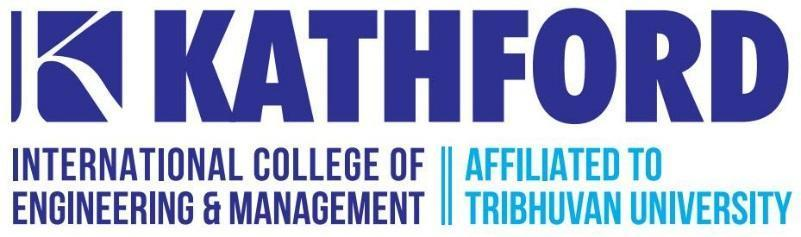 KATHFORD
INTERNATIONAL COLLEGE OF
ENGINEERING & MANAGEMENT
AFFILIATED TO
TRIBHUVAN UNIVERSITY